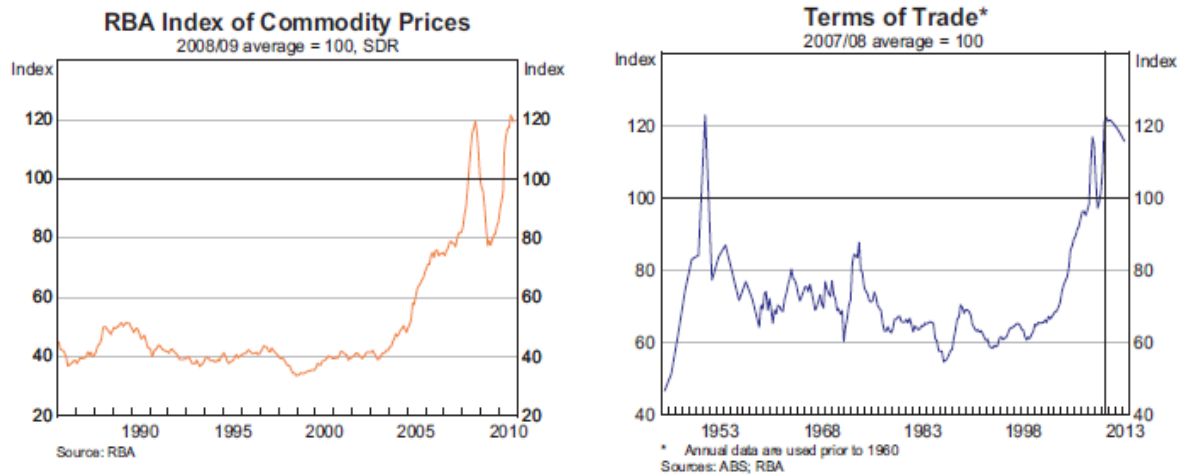 RBA Index of Commodity Prices
2008/09 average = 100, SDR
Index Index
120 120
100 100
80 80
60 60
40 40
20 20
1990 1995 2000 2005 2010
Source: RBA
Terms of Trade*
2007/08 average = 100
Index Index
120 120
100 100
80 80
60 60
40 40
1953 1968 1983 1998 2013
* Annual data are used prior to 1960
Sources: ABS; RBA